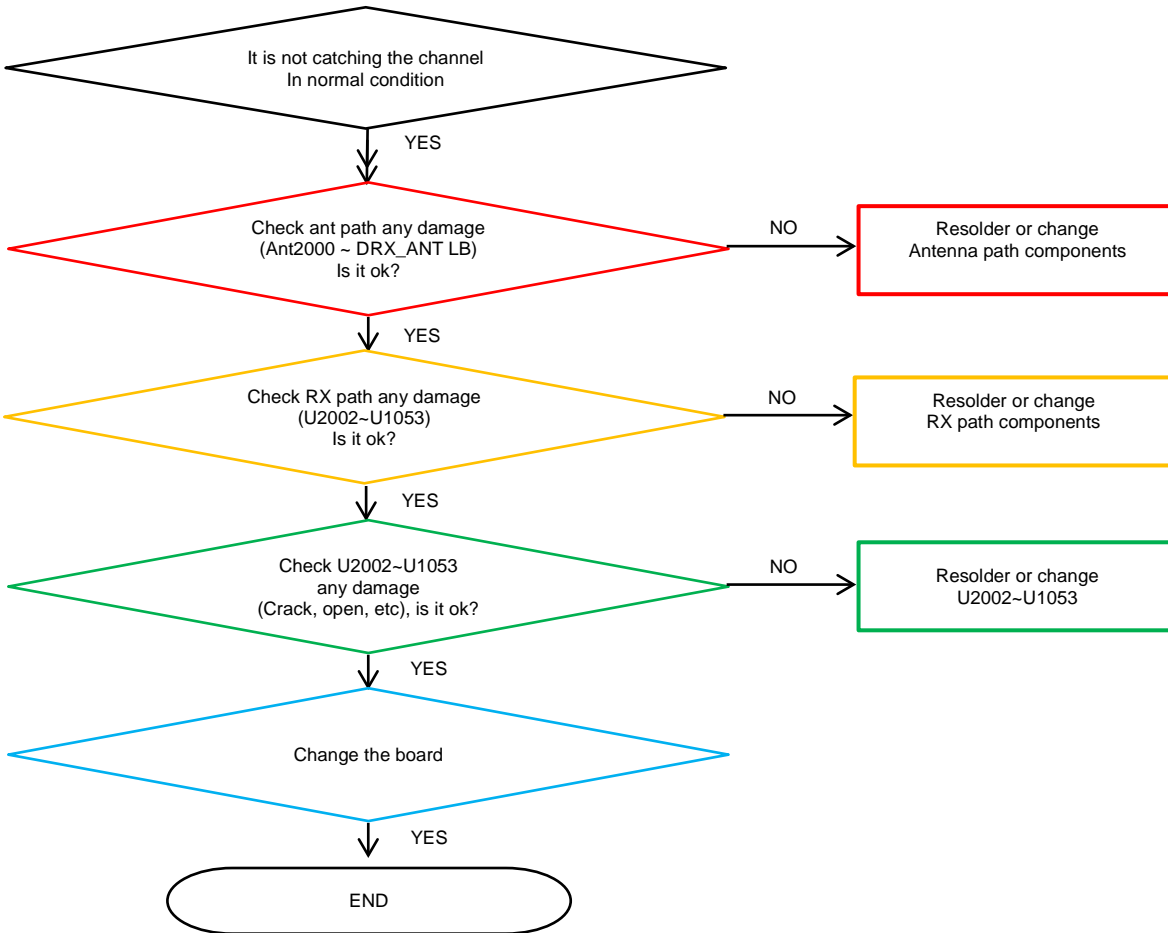 It is not catching the channel
In normal condition
YES
Check ant path any damage
(Ant2000 ~ DRX_ANT LB)
Is it ok?
NO
Resolder or change
Antenna path components
YES
Check RX path any damage
(U2002~U1053)
Is it ok?
NO
Resolder or change
RX path components
YES
Check U2002~U1053
any damage
(Crack, open, etc), is it ok?
NO
Resolder or change
U2002~U1053
YES
Change the board
YES
END